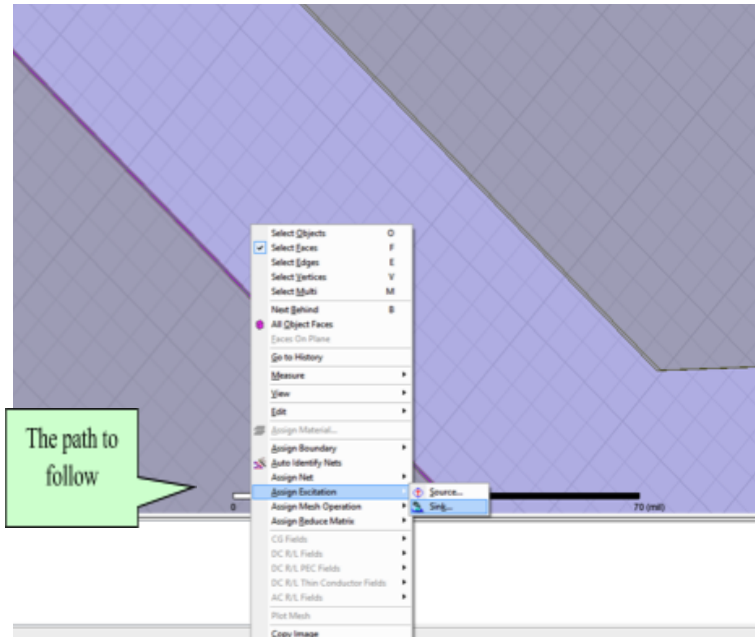 Select Objects O
Select Faces F
Select Edges E
Select Vertices V
Select Multi M
Next Behind B
All Object Faces
Faces On Plane
Go to History
Measure
View
Edit
Assign Material...
Assign Boundary
Auto Identify Nets
Assign Net
Assign Excitation
Source...
Sink...
Assign Mesh Operation
Assign Reduce Matrix
CG Fields
DC R/L Fields
DC R/L PEC Fields
DC R/L Thin Conductor Fields
AC R/L Fields
Plot Mesh
Copy Image
The path to
follow
0
70 (mil)